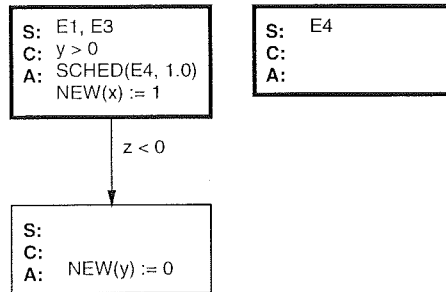 S: E1, E3
C: y > 0
A: SCHED(E4, 1.0)
NEW(x) := 1
S: E4
C:
A:
z < 0
S:
C:
A: NEW(y) := 0